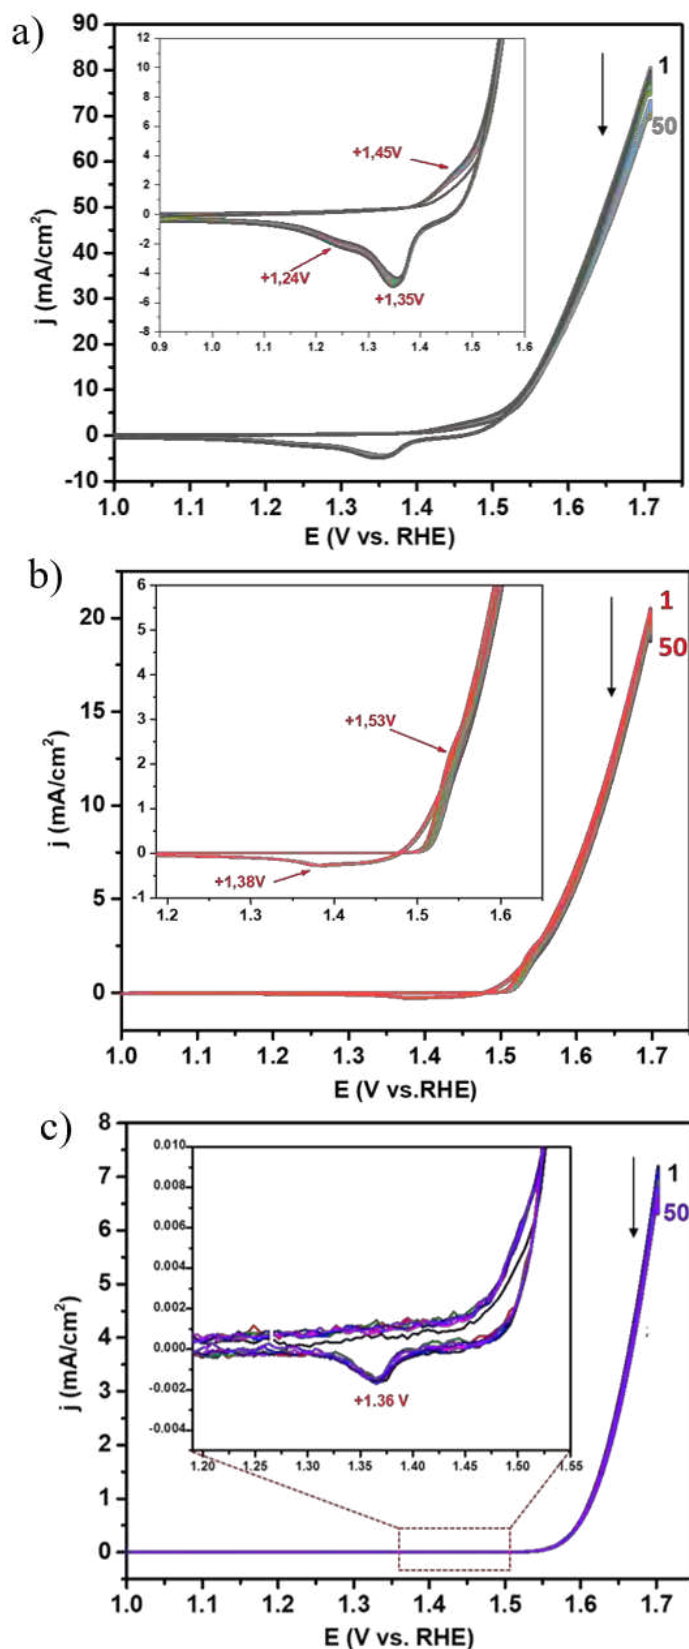 a)
90
80
70
60
50
40
30
20
10
0
-10
j (mA/cm²)
12
10
8
6
4
2
0
-2
-4
-6
-8
0.9 1.0 1.1 1.2 1.3 1.4 1.5 1.6
+1,45V
+1,24V
+1,35V
1
50
1.0 1.1 1.2 1.3 1.4 1.5 1.6 1.7
E (V vs. RHE)
b)
20
15
10
5
0
j (mA/cm²)
6
5
4
3
2
1
0
-1
1.2 1.3 1.4 1.5 1.6
+1,53V
+1,38V
1
50
1.0 1.1 1.2 1.3 1.4 1.5 1.6 1.7
E (V vs.RHE)
c)
8
7
6
5
4
3
2
1
0
j (mA/cm²)
0.010
0.008
0.006
0.004
0.002
0.000
-0.002
-0.004
1.20 1.25 1.30 1.35 1.40 1.45 1.50 1.55
+1.36 V
1
50
1.0 1.1 1.2 1.3 1.4 1.5 1.6 1.7
E (V vs. RHE)